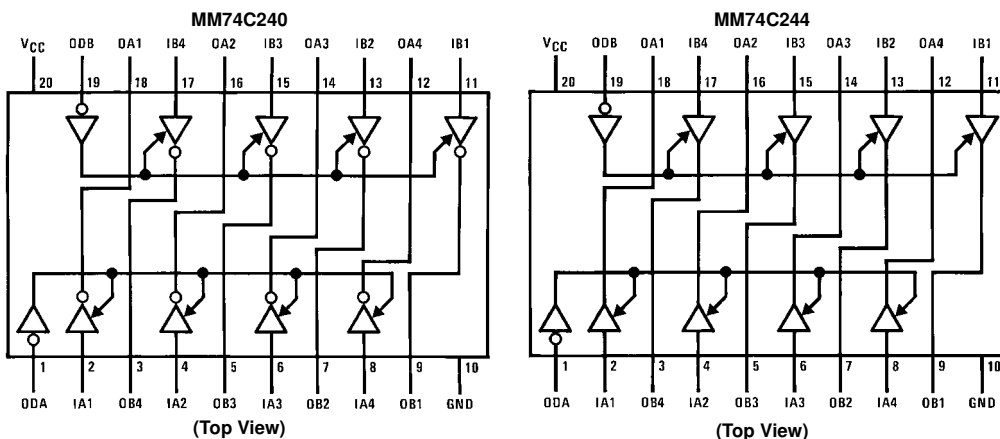 MM74C240
VCC ODB OA1 IB4 OA2 IB3 OA3 IB2 OA4 IB1
20 19 18 17 16 15 14 13 12 11
1 2 3 4 5 6 7 8 9 10
ODA IA1 OB4 IA2 OB3 IA3 OB2 IA4 OB1 GND
(Top View)
MM74C244
VCC ODB OA1 IB4 OA2 IB3 OA3 IB2 OA4 IB1
20 19 18 17 16 15 14 13 12 11
1 2 3 4 5 6 7 8 9 10
ODA IA1 OB4 IA2 OB3 IA3 OB2 IA4 OB1 GND
(Top View)